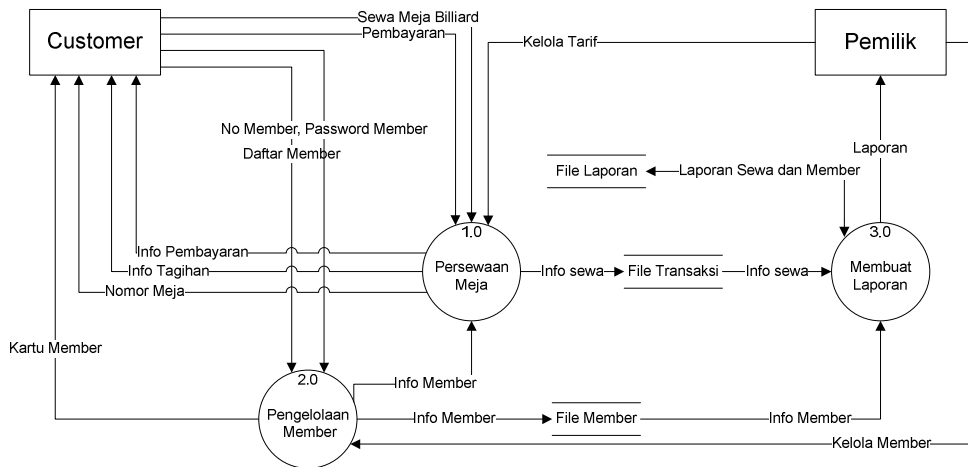 Sewa Meja Billiard
Customer
Pembayaran
Kelola Tarif
Pemilik
No Member, Password Member
Daftar Member
Laporan
File Laporan
Laporan Sewa dan Member
1.0
3.0
Info Pembayaran
Persewaan
Meja
Info Tagihan
Info sewa
File Transaksi
Info sewa
Membuat
Laporan
Nomor Meja
Kartu Member
2.0
Info Member
Pengelolaan
Member
Info Member
File Member
Info Member
Kelola Member